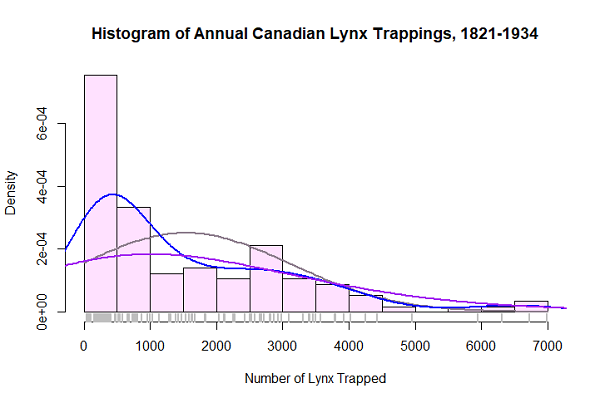 Histogram of Annual Canadian Lynx Trappings, 1821-1934
Density
6e-04
4e-04
2e-04
0e+00
0 1000 2000 3000 4000 5000 6000 7000
Number of Lynx Trapped